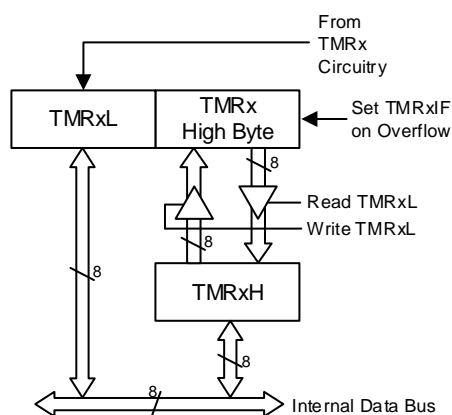 From
TMRx
Circuitry
TMRxL
TMRx
High Byte
Set TMRxIF
on Overflow
8
Read TMRxL
Write TMRxL
8
8
TMRxH
8
8
Internal Data Bus